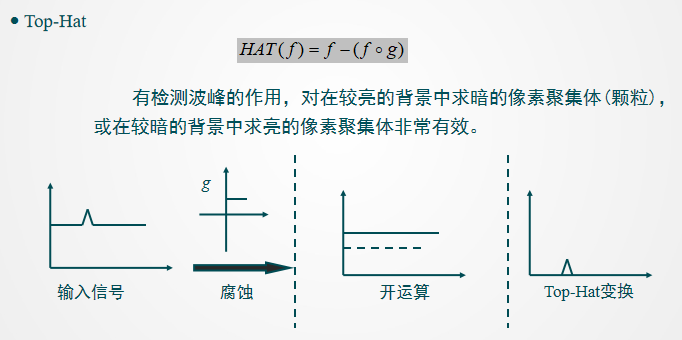 • Top-Hat
HAT(f) = f − (f ∘ g)
有检测波峰的作用，对在较亮的背景中求暗的像素聚集体(颗粒)，
或在较暗的背景中求亮的像素聚集体非常有效。
g
输入信号
腐蚀
开运算
Top-Hat变换